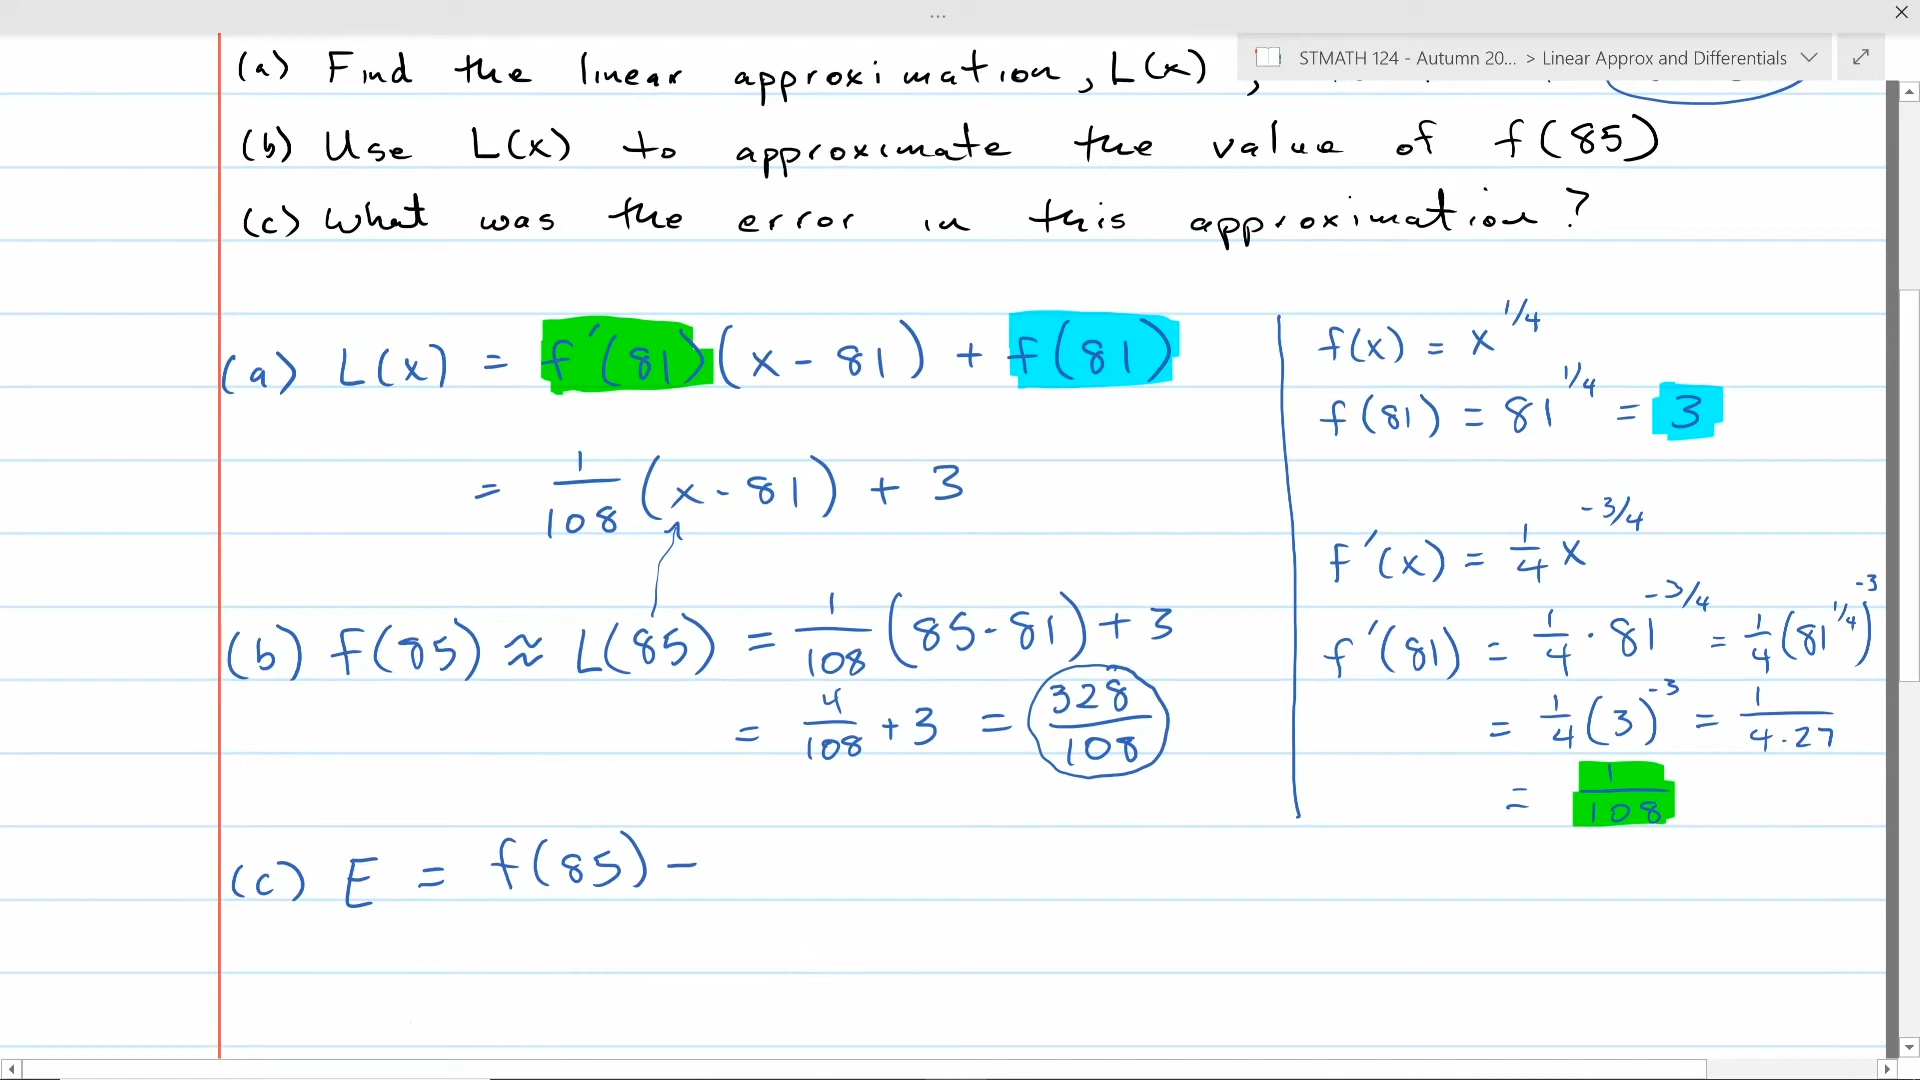 STMATH 124 - Autumn 20... > Linear Approx and Differentials
(a) Find the linear approximation, L(x),
(b) Use L(x) to approximate the value of f(85)
(c) What was the error in this approximation?
(a) L(x) = f'(81)(x - 81) + f(81)
= 1/108 (x - 81) + 3
(b) f(85) ≈ L(85) = 1/108 (85 - 81) + 3
= 4/108 + 3 = 328/108
(c) E = f(85) -
f(x) = x^1/4
f(81) = 81^1/4 = 3
f'(x) = 1/4 x^-3/4
f'(81) = 1/4 · 81^-3/4 = 1/4 (81^1/4)^-3
= 1/4 (3)^-3 = 1/4·27
= 1/108